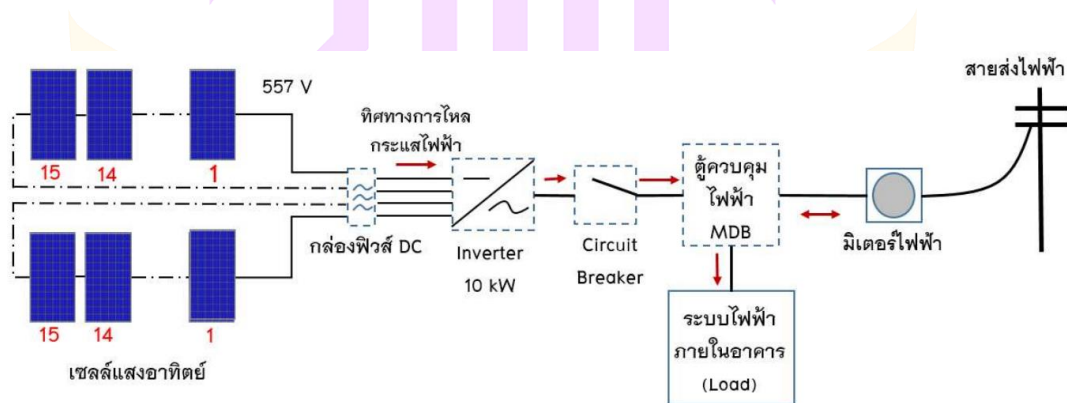 557 V
15
14
1
ทิศทางการไหล
กระแสไฟฟ้า
กล่องฟิวส์ DC
Inverter
10 kW
Circuit
Breaker
ตู้ควบคุม
ไฟฟ้า
MDB
มิเตอร์ไฟฟ้า
สายส่งไฟฟ้า
15
14
1
เซลล์แสงอาทิตย์
ระบบไฟฟ้า
ภายในอาคาร
(Load)